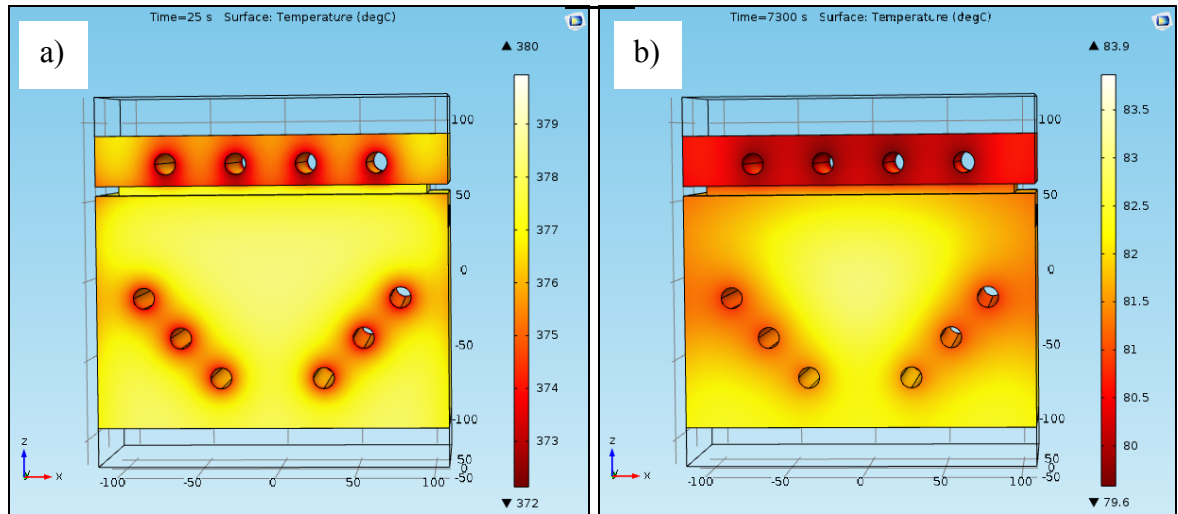 a)
Time=25 s Surface: Temperature (degC)
▲ 380
379
378
377
376
375
374
373
▼ 372
100
50
0
-50
-100
50
0
-50
-100 -50 0 50 100
z
y
x
b)
Time=7300 s Surface: Temperature (degC)
▲ 83.9
83.5
83
82.5
82
81.5
81
80.5
80
▼ 79.6
100
50
0
-50
-100
50
0
-50
-100 -50 0 50 100
z
y
x